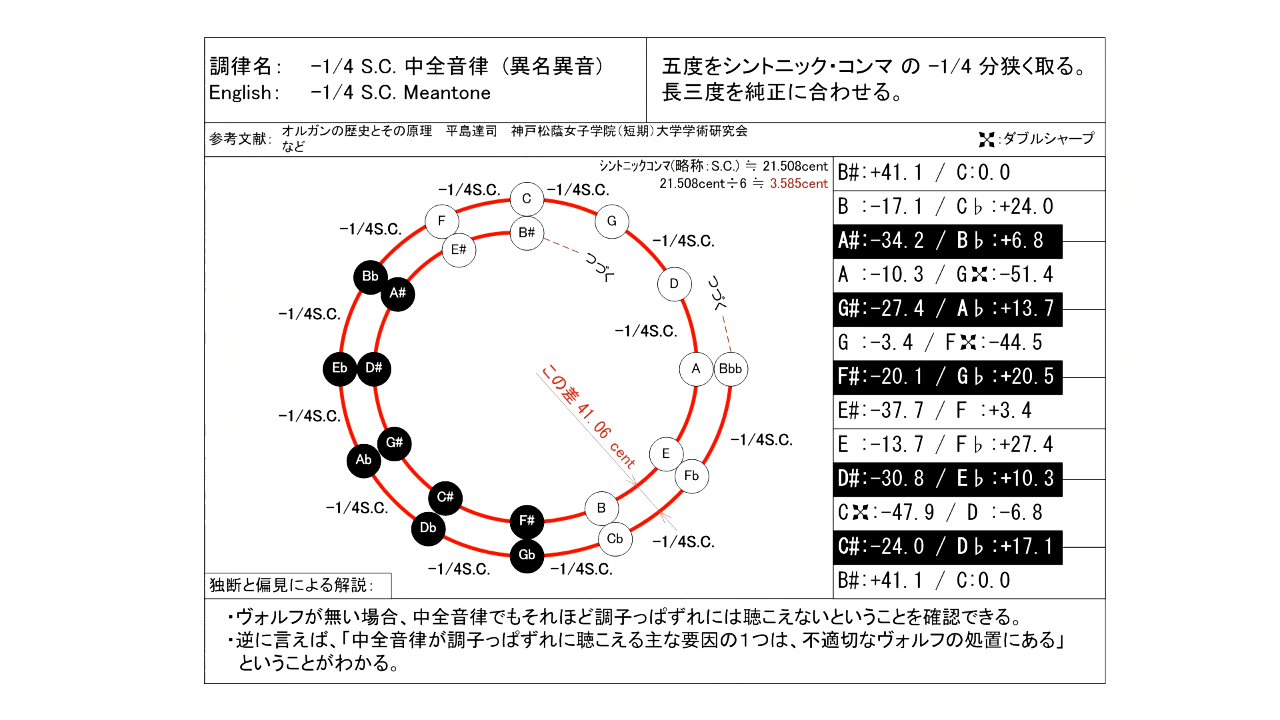 調律名： -1/4 S.C. 中全音律 （異名異音）
English： -1/4 S.C. Meantone
五度をシントニック・コンマ の -1/4 分狭く取る。
長三度を純正に合わせる。
参考文献： オルガンの歴史とその原理　平島達司　神戸松蔭女子学院（短期）大学学術研究会
など
𝄪：ダブルシャープ
シントニックコンマ（略称：S.C.） ≒ 21.508cent
21.508cent÷6 ≒ 3.585cent
-1/4S.C.
-1/4S.C.
-1/4S.C.
-1/4S.C.
-1/4S.C.
-1/4S.C.
-1/4S.C.
-1/4S.C.
-1/4S.C.
-1/4S.C.
-1/4S.C.
-1/4S.C.
-1/4S.C.
C
G
D
A
E
B
F#
C#
G#
D#
A#
E#
B#
つづく
F
Bb
Eb
Ab
Db
Gb
Cb
Fb
Bbb
つづく
この差 41.06 cent
B#:+41.1 / C:0.0
B :-17.1 / C♭:+24.0
A#:-34.2 / B♭:+6.8
A :-10.3 / G𝄪:-51.4
G#:-27.4 / A♭:+13.7
G :-3.4 / F𝄪:-44.5
F#:-20.1 / G♭:+20.5
E#:-37.7 / F :+3.4
E :-13.7 / F♭:+27.4
D#:-30.8 / E♭:+10.3
C𝄪:-47.9 / D :-6.8
C#:-24.0 / D♭:+17.1
B#:+41.1 / C:0.0
独断と偏見による解説：
・ヴォルフが無い場合、中全音律でもそれほど調子っぱずれには聴こえないということを確認できる。
・逆に言えば、「中全音律が調子っぱずれに聴こえる主な要因の１つは、不適切なヴォルフの処置にある」
ということがわかる。